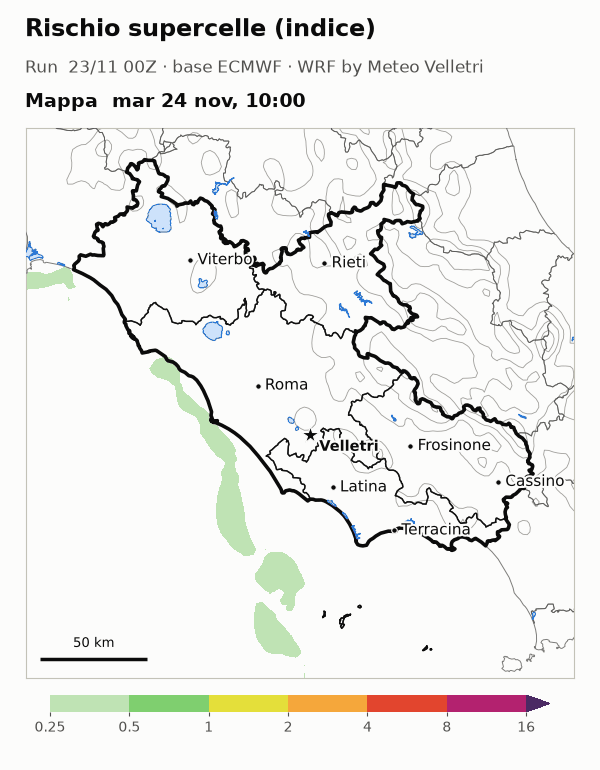 Rischio supercelle (indice)
Run  23/11 00Z · base ECMWF · WRF by Meteo Velletri
Mappa  mar 24 nov, 10:00
Viterbo
Rieti
Roma
Velletri
Frosinone
Cassino
Latina
Terracina
50 km
0.25 0.5 1 2 4 8 16